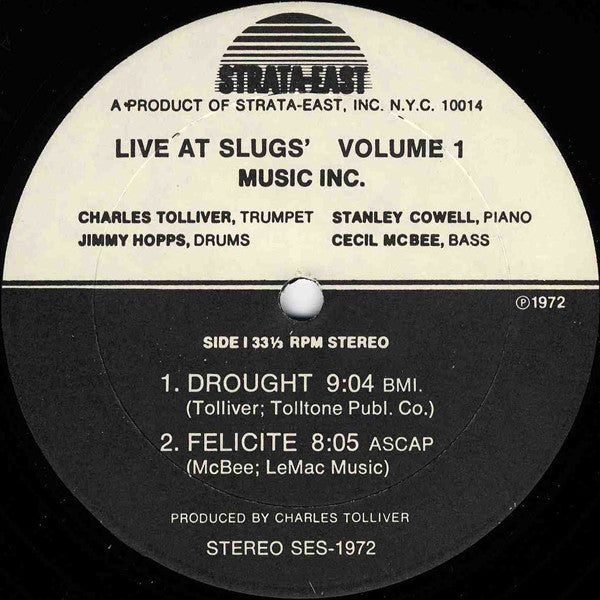 STRATA-EAST
A PRODUCT OF STRATA-EAST, INC. N.Y.C. 10014
LIVE AT SLUGS' VOLUME 1
MUSIC INC.
CHARLES TOLLIVER, TRUMPET STANLEY COWELL, PIANO
JIMMY HOPPS, DRUMS CECIL McBEE, BASS
℗1972
SIDE I 33⅓ RPM STEREO
1. DROUGHT 9:04 BMI.
(Tolliver; Tolltone Publ. Co.)
2. FELICITE 8:05 ASCAP
(McBee; LeMac Music)
PRODUCED BY CHARLES TOLLIVER
STEREO SES-1972